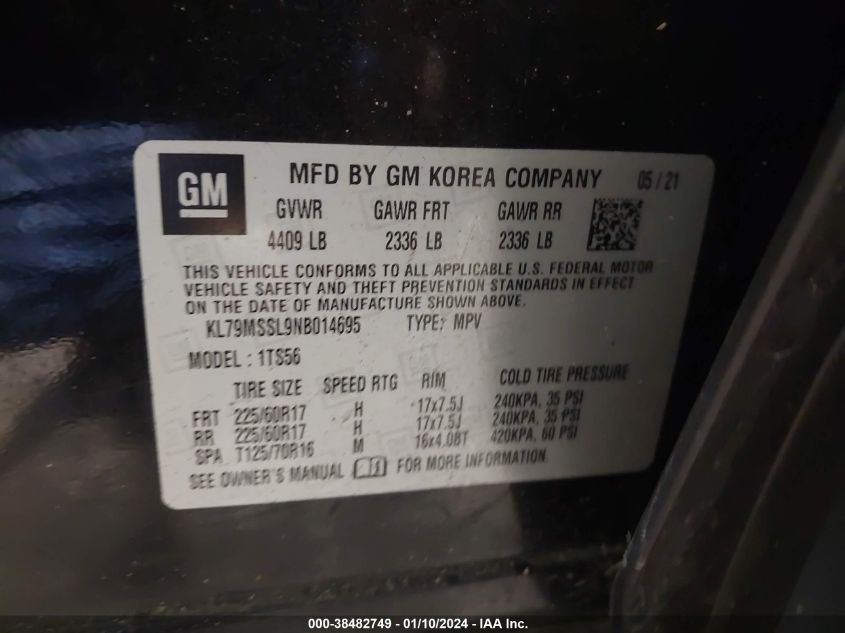 GM
MFD BY GM KOREA COMPANY 05/21
GVWR GAWR FRT GAWR RR
4409 LB 2336 LB 2336 LB
THIS VEHICLE CONFORMS TO ALL APPLICABLE U.S. FEDERAL MOTOR
VEHICLE SAFETY AND THEFT PREVENTION STANDARDS IN EFFECT
ON THE DATE OF MANUFACTURE SHOWN ABOVE.
KL79MSSL9NB014695 TYPE: MPV
MODEL : 1TS56
TIRE SIZE SPEED RTG RIM COLD TIRE PRESSURE
FRT 225/60R17 H 17x7.5J 240KPA, 35 PSI
RR 225/60R17 H 17x7.5J 240KPA, 35 PSI
SPA T125/70R16 M 16x4.0BT 420KPA, 60 PSI
SEE OWNER'S MANUAL FOR MORE INFORMATION.
000-38482749 - 01/10/2024 - IAA Inc.